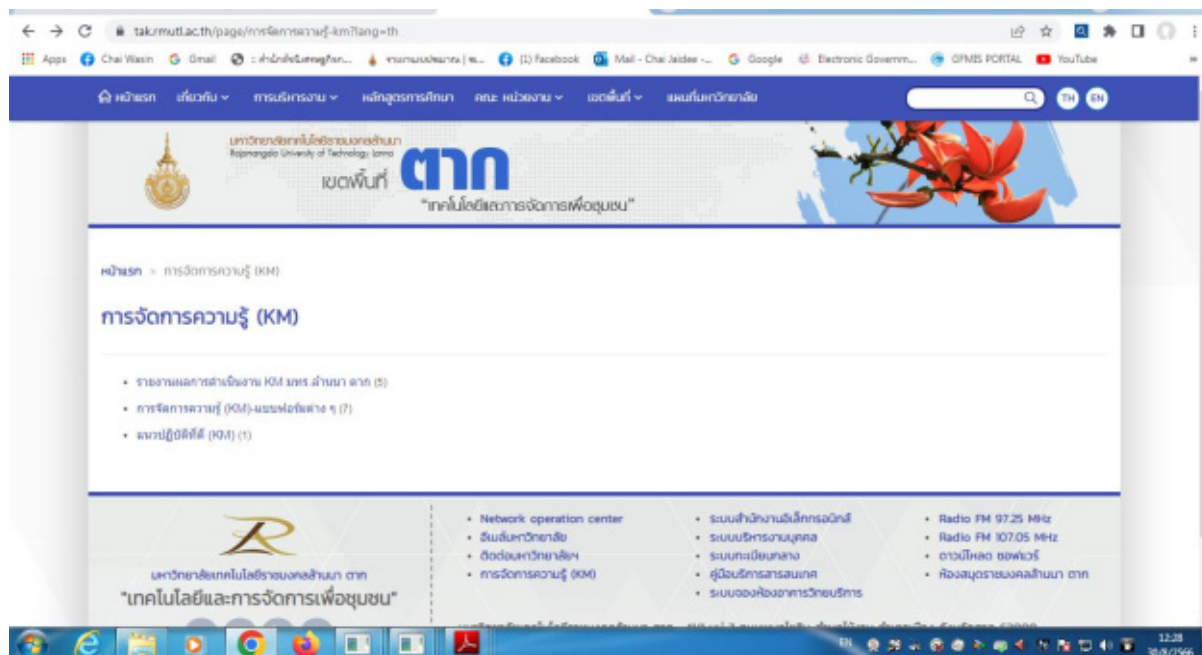 tak.rmutl.ac.th/page/การจัดการความรู้-km?lang=th
Apps Chai Wasin Gmail (1) Facebook Mail - Chai Jaidee -... Google Electronic Governm... GFMIS PORTAL YouTube
หน้าแรก เกี่ยวกับ การบริหารงาน หลักสูตรการศึกษา คณะ หน่วยงาน เขตพื้นที่ แผนที่มหาวิทยาลัย TH EN
มหาวิทยาลัยเทคโนโลยีราชมงคลล้านนา
Rajamangala University of Technology Lanna
เขตพื้นที่ ตาก
"เทคโนโลยีและการจัดการเพื่อชุมชน"
หน้าแรก » การจัดการความรู้ (KM)
การจัดการความรู้ (KM)
• รายงานผลการดำเนินงาน KM มทร.ล้านนา ตาก (5)
• การจัดการความรู้ (KM)-แบบฟอร์มต่าง ๆ (7)
• แนวปฏิบัติที่ดี (KM) (1)
มหาวิทยาลัยเทคโนโลยีราชมงคลล้านนา ตาก
"เทคโนโลยีและการจัดการเพื่อชุมชน"
• Network operation center
• อีเมล์มหาวิทยาลัย
• ติดต่อมหาวิทยาลัยฯ
• การจัดการความรู้ (KM)
• ระบบสำนักงานอิเล็กทรอนิกส์
• ระบบบริหารงานบุคคล
• ระบบทะเบียนกลาง
• คู่มือบริการสารสนเทศ
• ระบบจองห้องอาคารวิทยบริการ
• Radio FM 97.25 MHz
• Radio FM 107.05 MHz
• ดาวน์โหลด ซอฟแวร์
• ห้องสมุดราชมงคลล้านนา ตาก
EN
12:28
30/8/2566